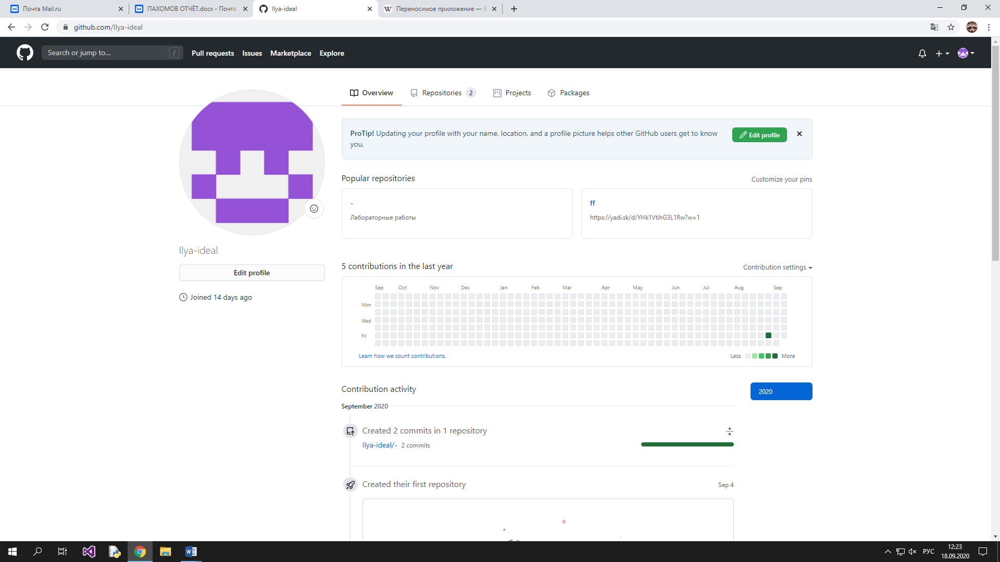 Почта Mail.ru
ПАХОМОВ ОТЧЁТ.docx - Почта
Ilya-ideal
Переносимое приложение — В
github.com/Ilya-ideal
Search or jump to...
/
Pull requests
Issues
Marketplace
Explore
Overview
Repositories 2
Projects
Packages
ProTip! Updating your profile with your name, location, and a profile picture helps other GitHub users get to know
you.
Edit profile
Popular repositories
Customize your pins
-
Лабораторные работы
ff
https://yadi.sk/d/YHk1VtihG3L1Rw?w=1
Ilya-ideal
Edit profile
Joined 14 days ago
5 contributions in the last year
Contribution settings
Sep Oct Nov Dec Jan Feb Mar Apr May Jun Jul Aug Sep
Mon
Wed
Fri
Learn how we count contributions.
Less
More
Contribution activity
2020
September 2020
Created 2 commits in 1 repository
Ilya-ideal/- 2 commits
Created their first repository
Sep 4
РУС
12:23
18.09.2020